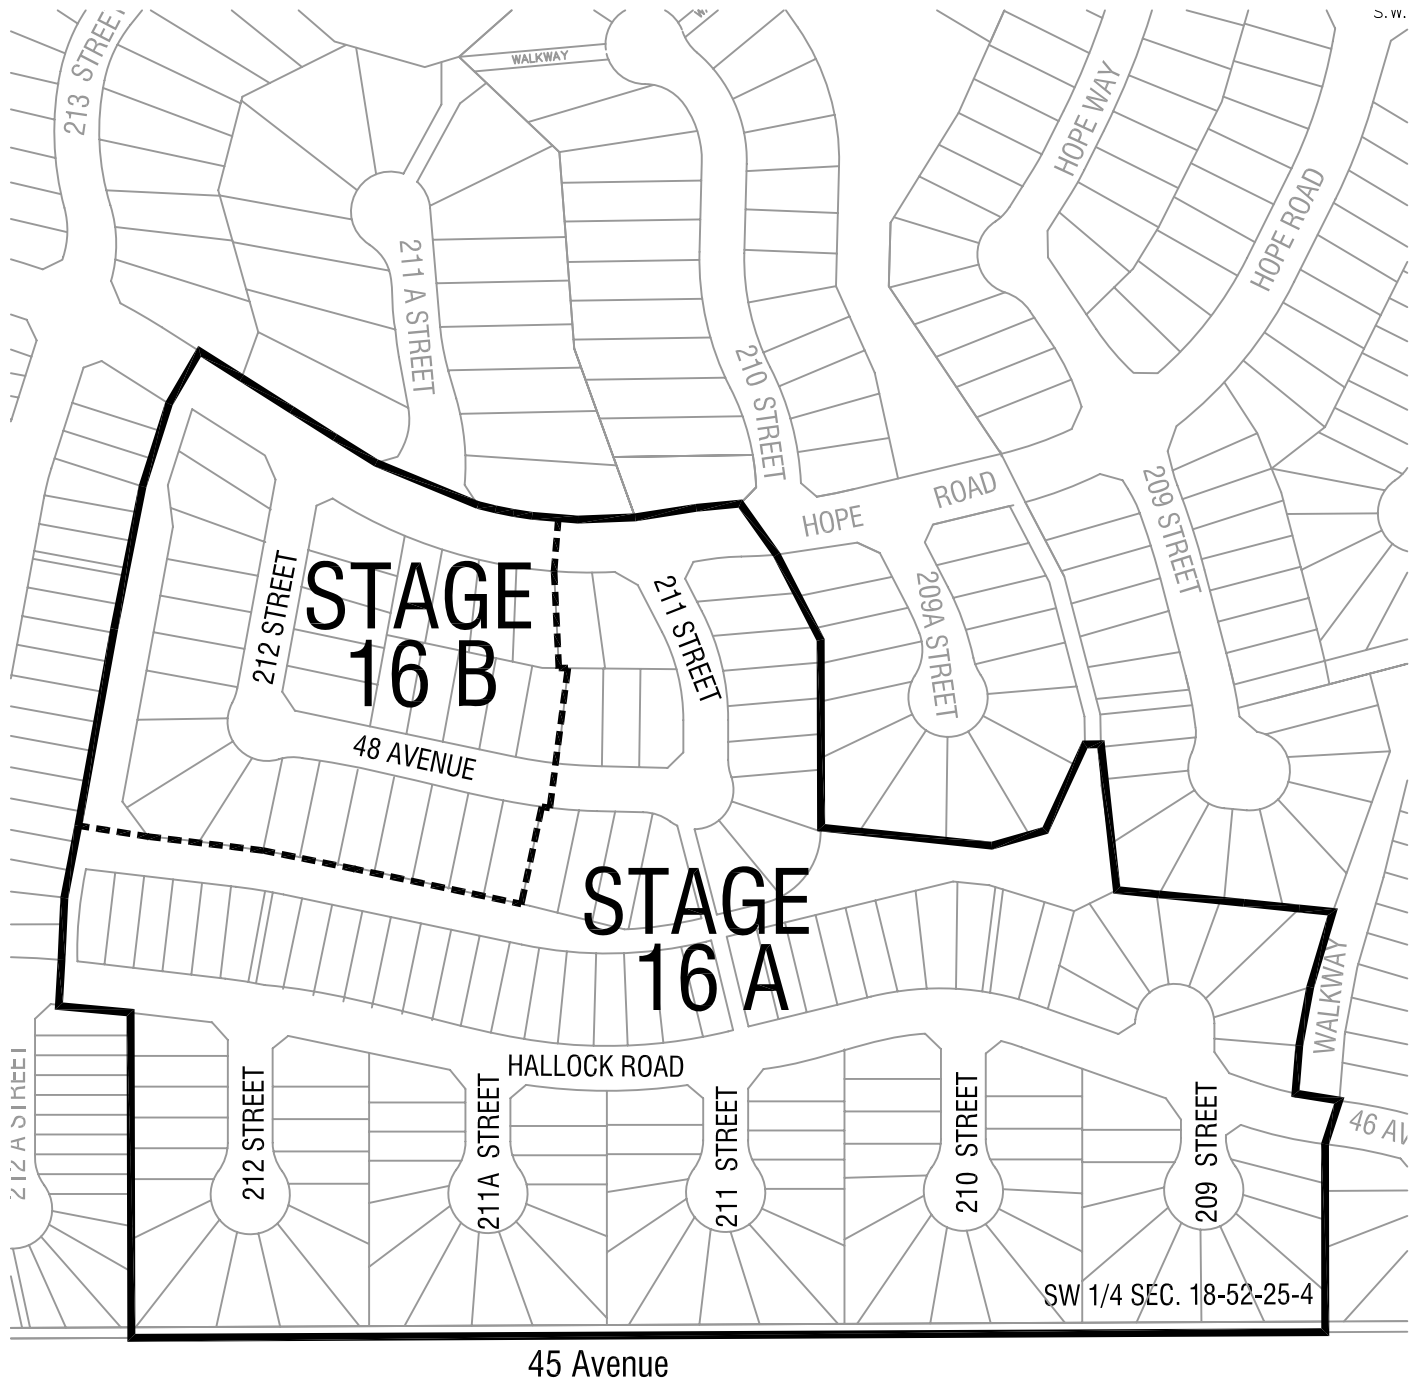 S.W.
213 STREET
WALKWAY
HOPE WAY
HOPE ROAD
211 A STREET
210 STREET
HOPE ROAD
209 STREET
209A STREET
212 STREET
STAGE
16 B
211 STREET
48 AVENUE
STAGE
16 A
WALKWAY
HALLOCK ROAD
212 A STREET
212 STREET
211A STREET
211 STREET
210 STREET
209 STREET
46 AV
SW 1/4 SEC. 18-52-25-4
45 Avenue